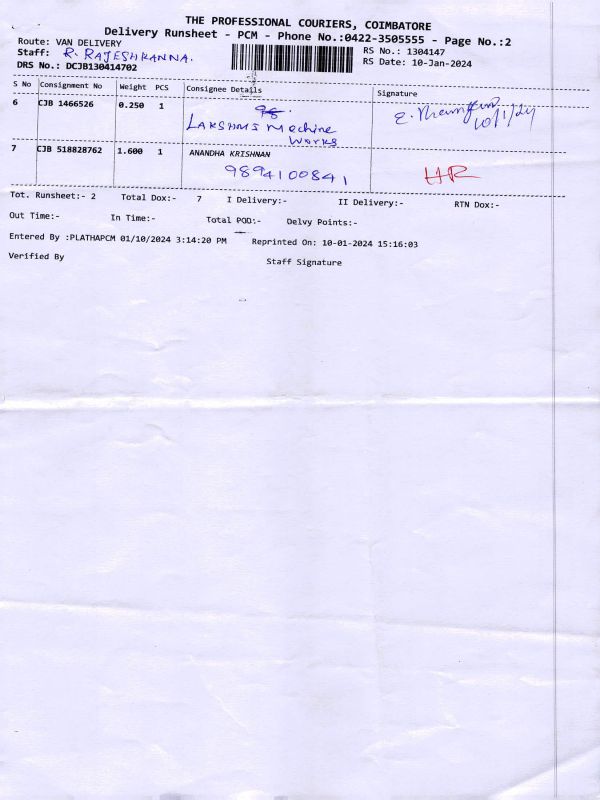 THE PROFESSIONAL COURIERS, COIMBATORE
Delivery Runsheet - PCM - Phone No.:0422-3505555 - Page No.:2
Route: VAN DELIVERY
RS No.: 1304147
Staff: R. RAJESHKANNA.
RS Date: 10-Jan-2024
DRS No.: DCJB130414702
S No Consignment No Weight PCS Consignee Details Signature
6 CJB 1466526 0.250 1
LAKSHMI Machine
Works
10/1/24
7 CJB 518828762 1.600 1 ANANDHA KRISHNAN
9894100841
HR
Tot. Runsheet:- 2 Total Dox:- 7 I Delivery:- II Delivery:- RTN Dox:-
Out Time:- In Time:- Total POD:- Delvy Points:-
Entered By :PLATHAPCM 01/10/2024 3:14:20 PM Reprinted On: 10-01-2024 15:16:03
Verified By Staff Signature